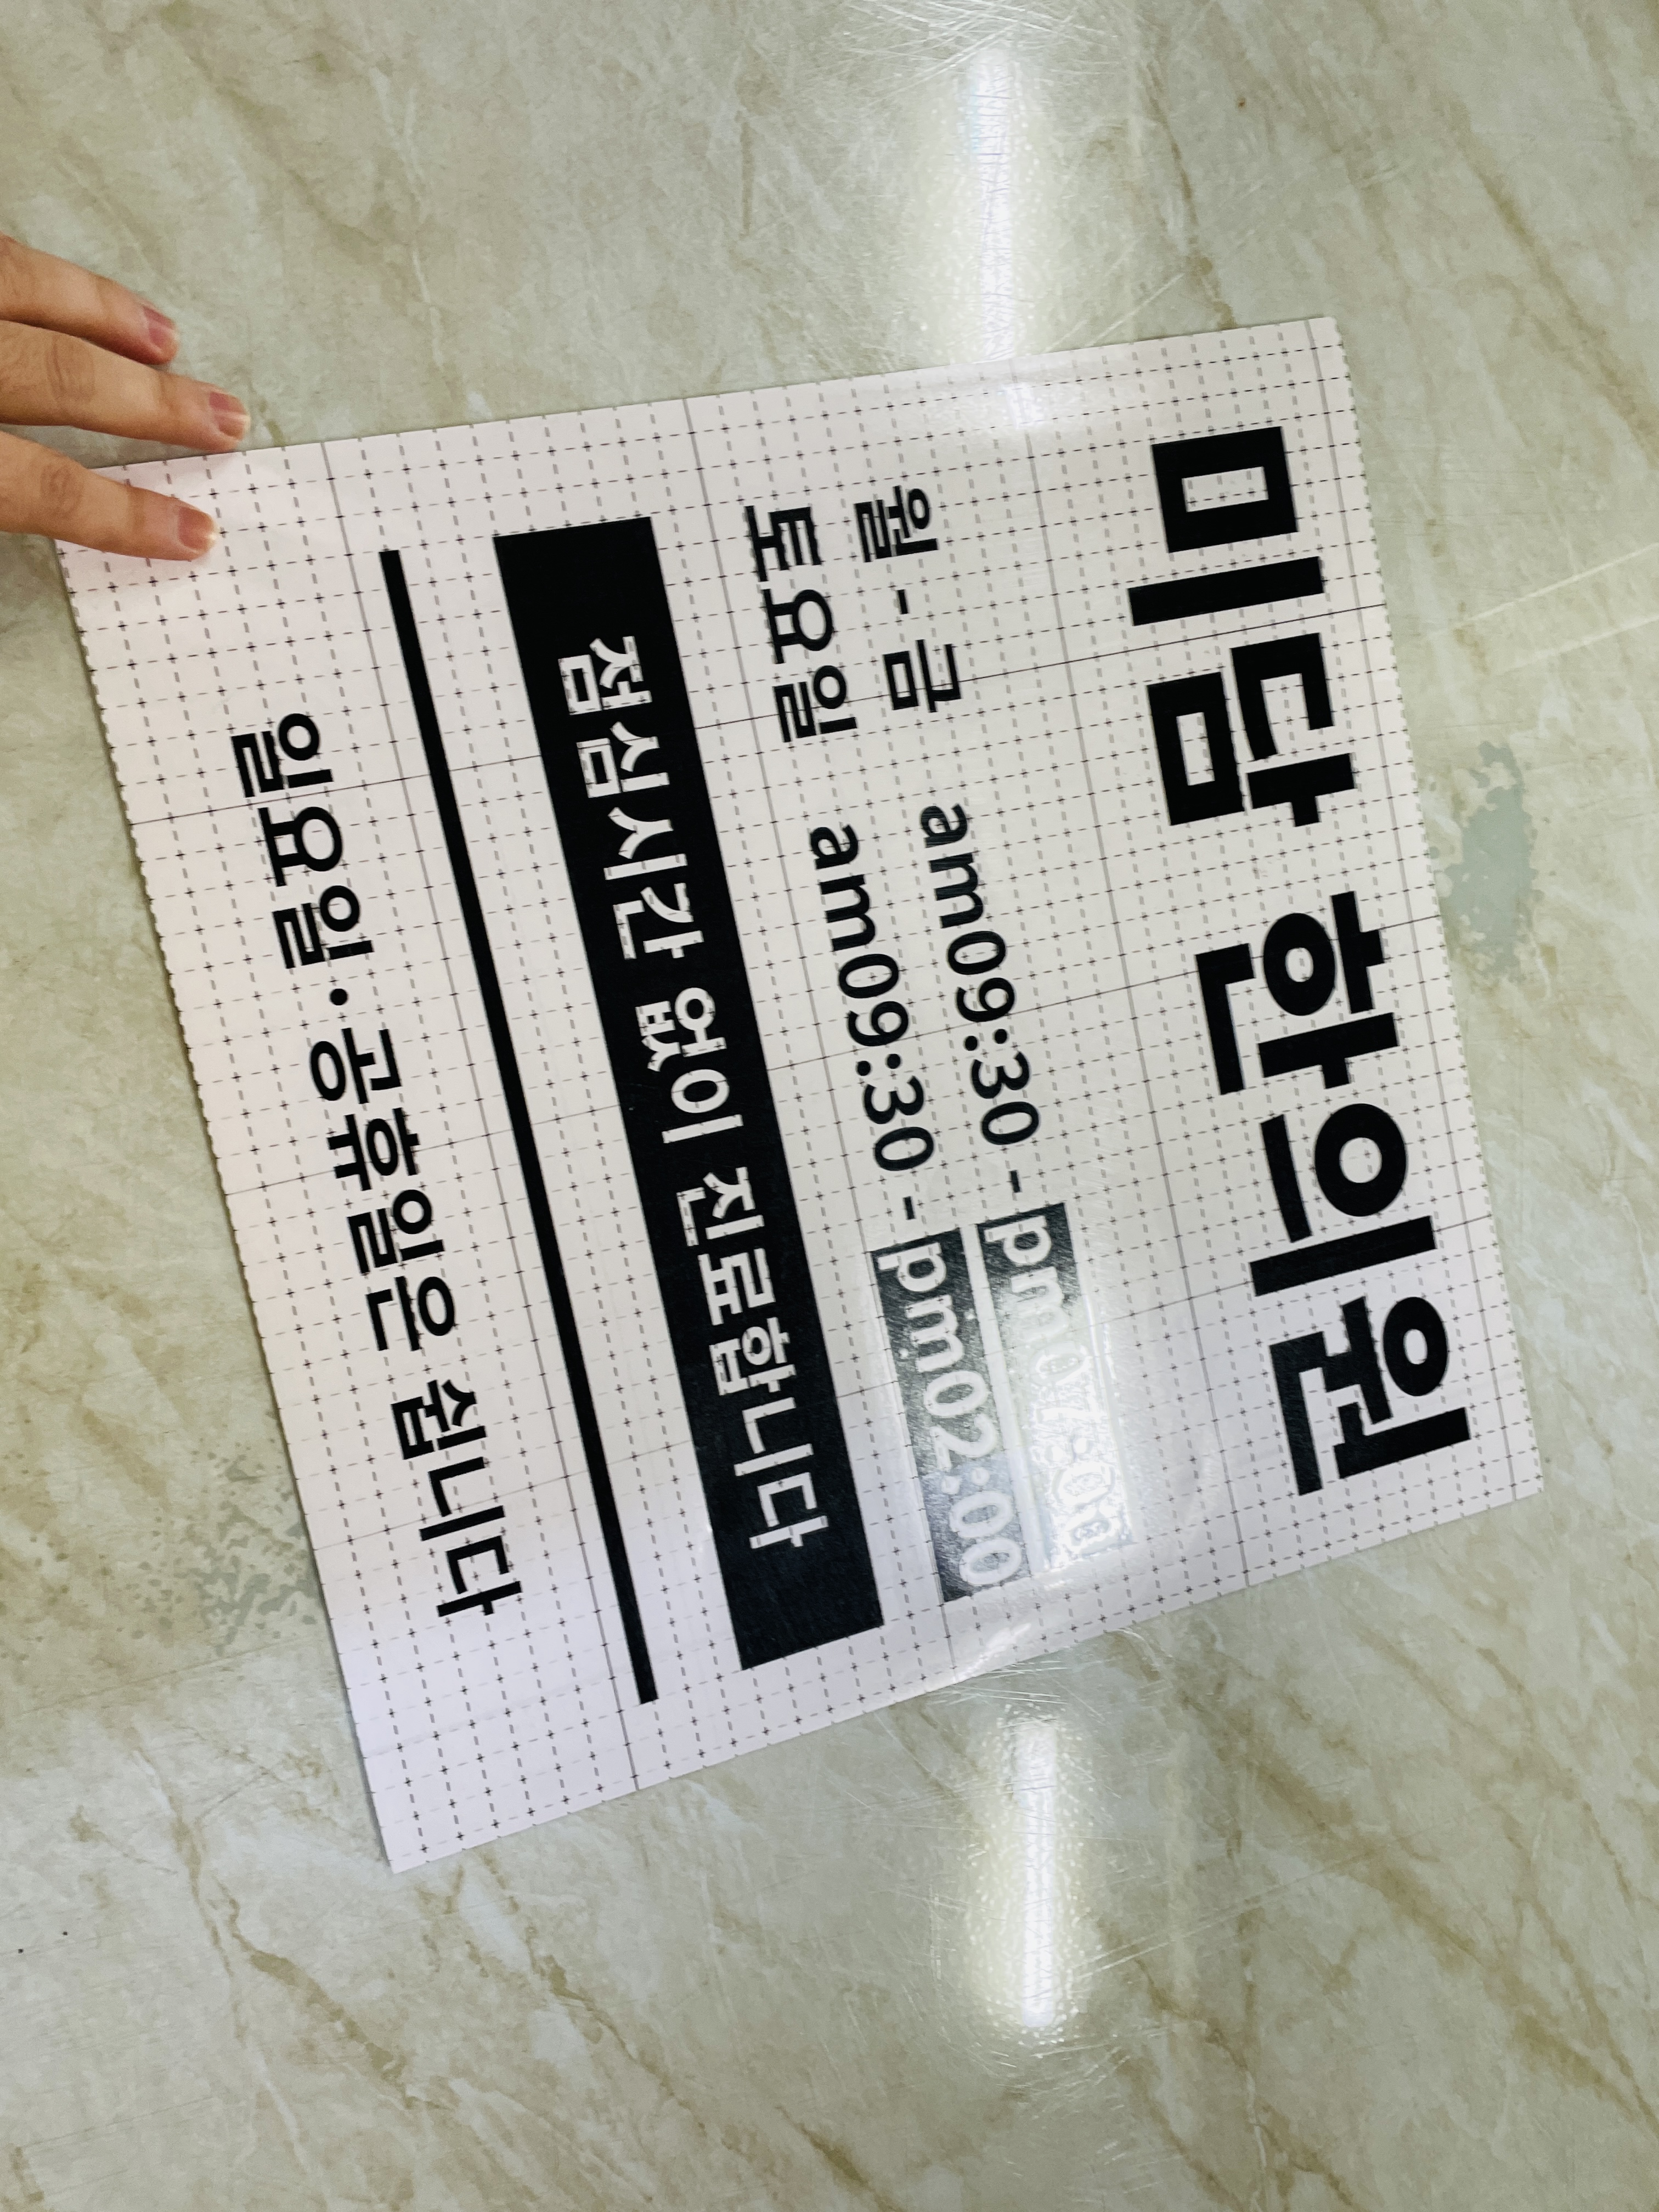 미담 한의원
월-금 am09:30 - pm07:00
토요일 am09:30 - pm02:00
점심시간 없이 진료합니다
일요일·공휴일은 쉽니다